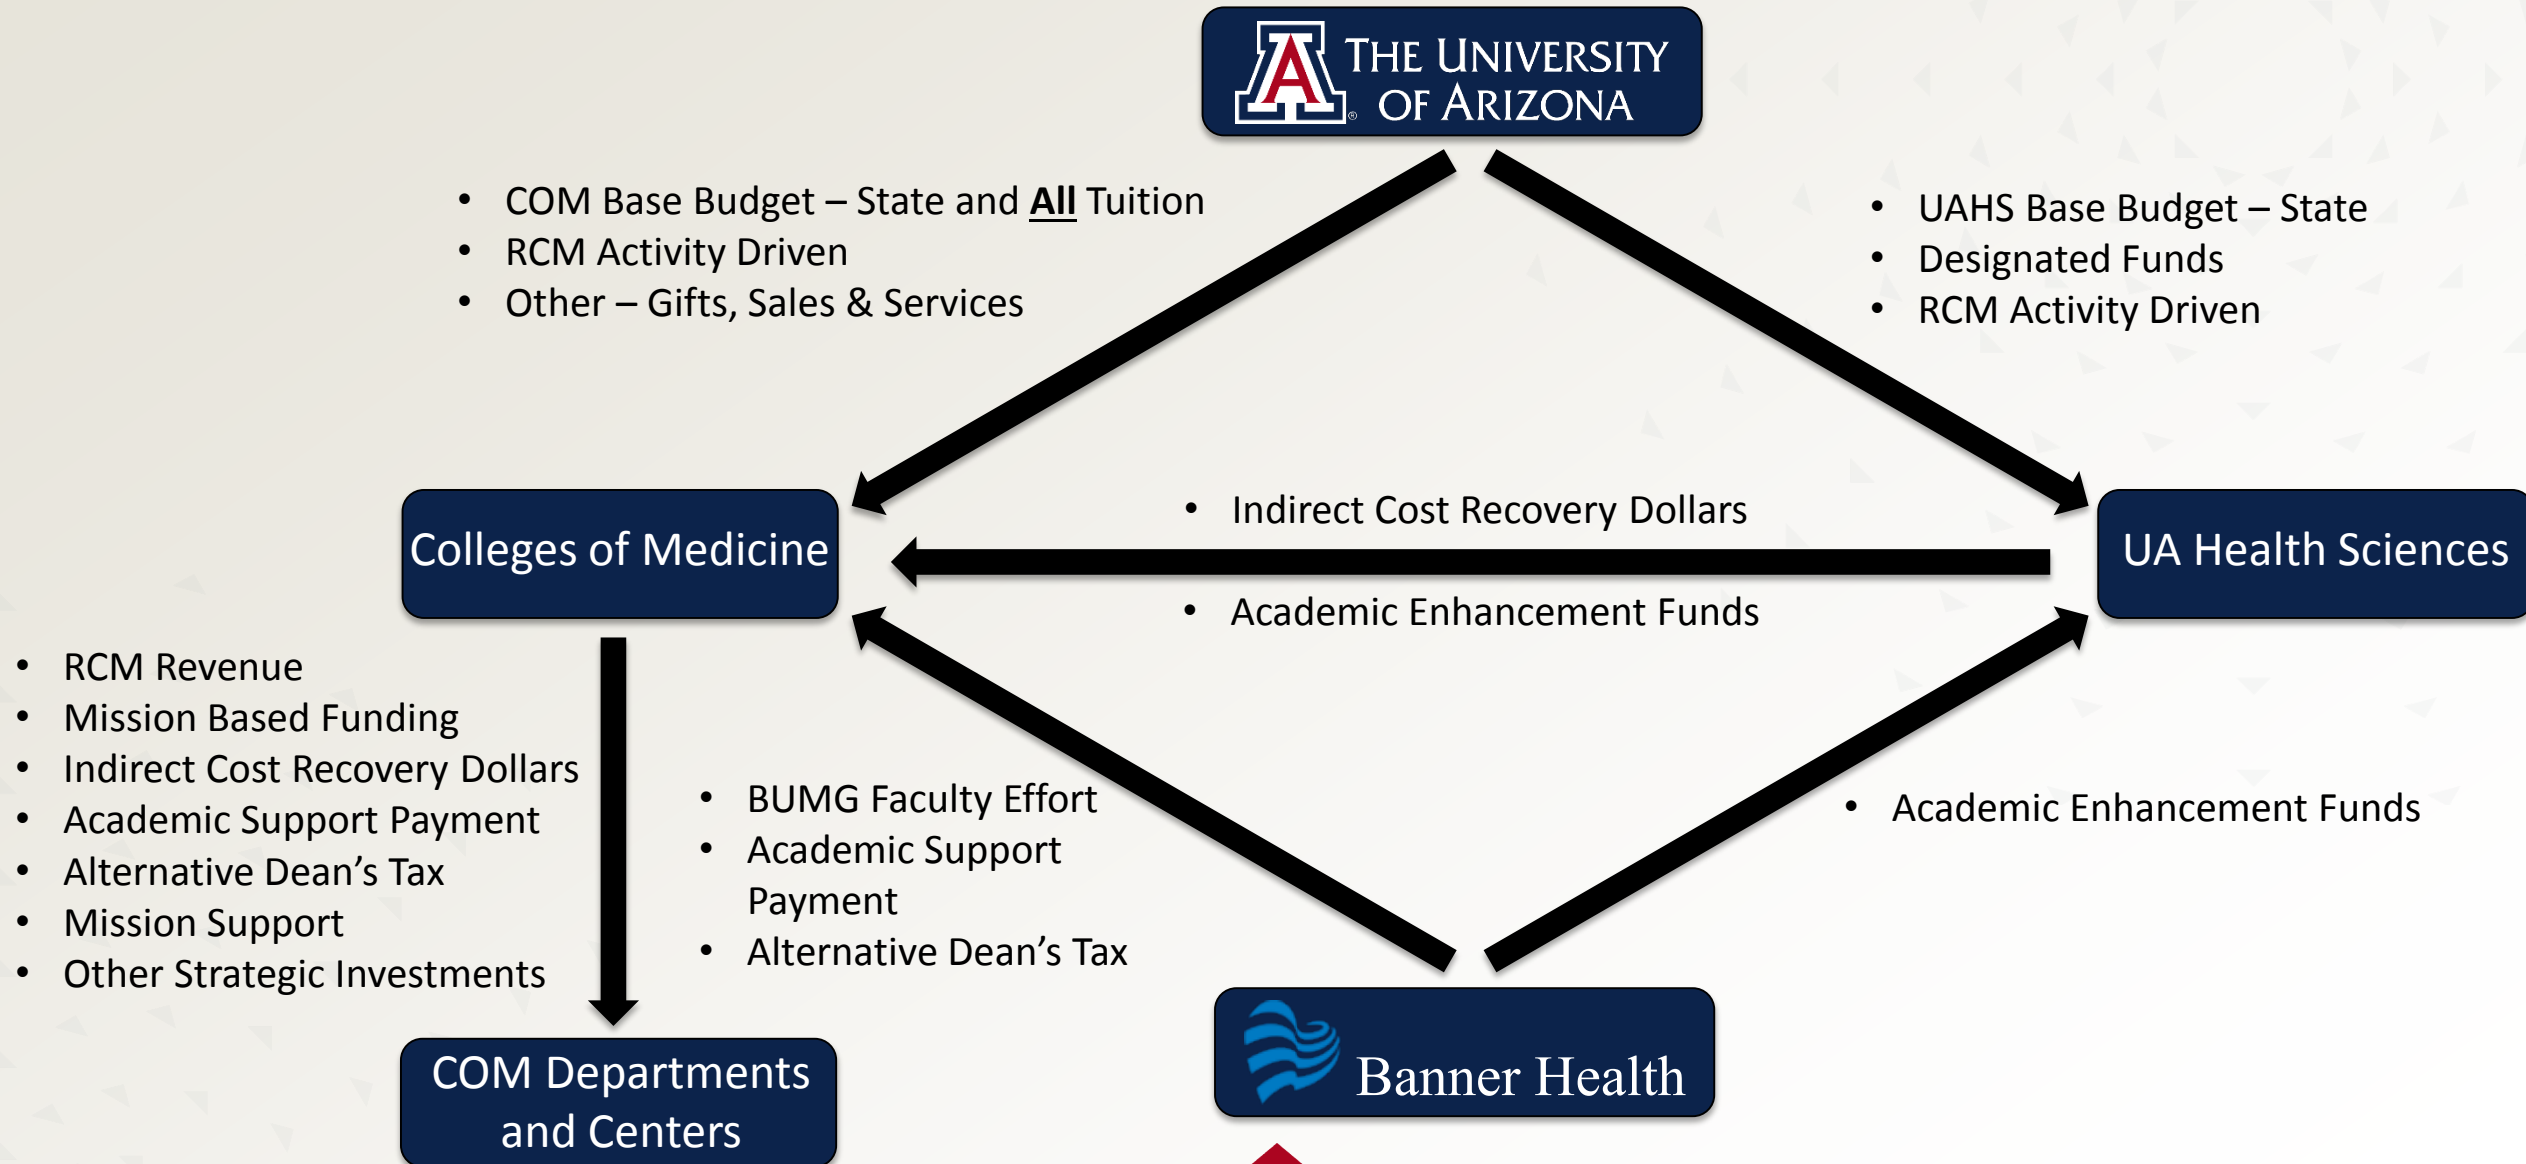 THE UNIVERSITY
OF ARIZONA
A
®
• COM Base Budget – State and All Tuition
• RCM Activity Driven
• Other – Gifts, Sales & Services
• UAHS Base Budget – State
• Designated Funds
• RCM Activity Driven
Colleges of Medicine
• Indirect Cost Recovery Dollars
• Academic Enhancement Funds
UA Health Sciences
• RCM Revenue
• Mission Based Funding
• Indirect Cost Recovery Dollars
• Academic Support Payment
• Alternative Dean’s Tax
• Mission Support
• Other Strategic Investments
• BUMG Faculty Effort
• Academic Support
Payment
• Alternative Dean’s Tax
• Academic Enhancement Funds
COM Departments
and Centers
Banner Health